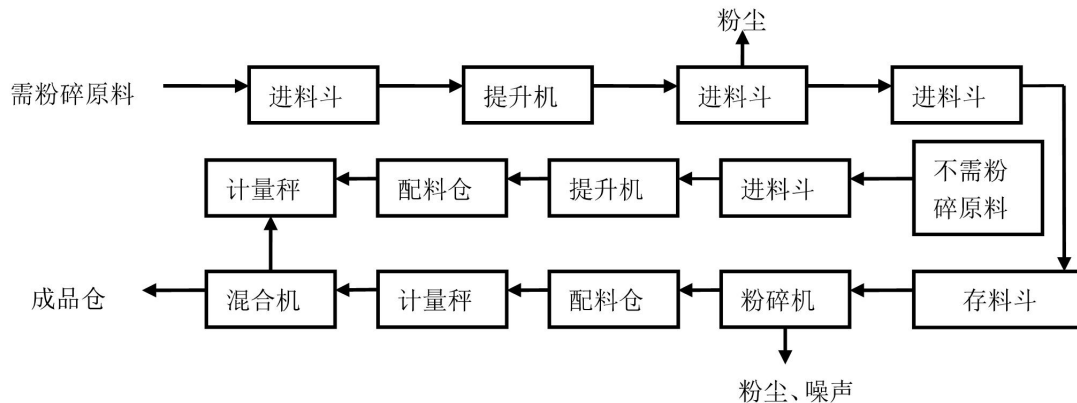 粉尘
需粉碎原料
进料斗
提升机
进料斗
进料斗
计量秤
配料仓
提升机
进料斗
不需粉
碎原料
成品仓
混合机
计量秤
配料仓
粉碎机
存料斗
粉尘、噪声